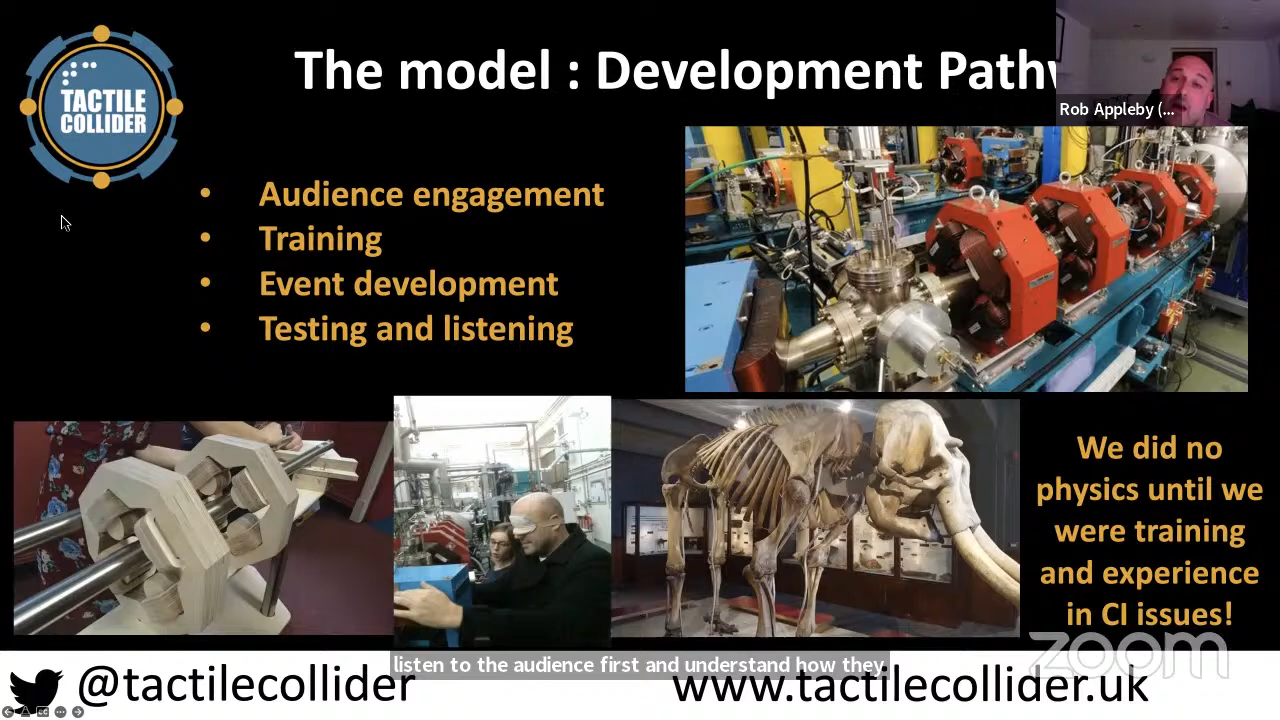 TACTILE
COLLIDER
The model : Development Pathw
Rob Appleby (...
• Audience engagement
• Training
• Event development
• Testing and listening
We did no
physics until we
were training
and experience
in CI issues!
zoom
listen to the audience first and understand how they
@tactilecollider
www.tactilecollider.uk